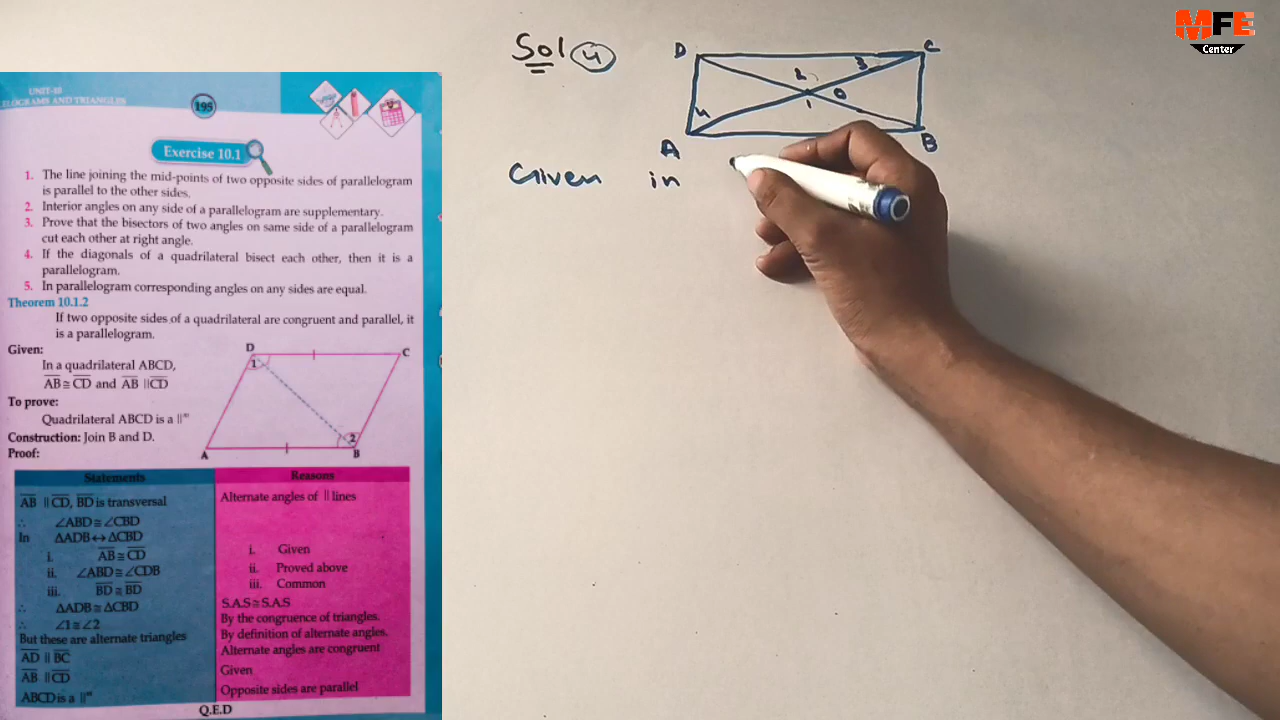 MFE
Center
Sol 4
D C
2 3
1 O
4
A B
Given in
UNIT-10
ELOGRAMS AND TRIANGLES
195
Exercise 10.1
1. The line joining the mid-points of two opposite sides of parallelogram
is parallel to the other sides.
2. Interior angles on any side of a parallelogram are supplementary.
3. Prove that the bisectors of two angles on same side of a parallelogram
cut each other at right angle.
4. If the diagonals of a quadrilateral bisect each other, then it is a
parallelogram.
5. In parallelogram corresponding angles on any sides are equal.
Theorem 10.1.2
If two opposite sides of a quadrilateral are congruent and parallel, it
is a parallelogram.
Given:
In a quadrilateral ABCD,
AB ≅ CD and AB ||CD
To prove:
Quadrilateral ABCD is a ||ᵐ
Construction: Join B and D.
Proof:
D C
1
2
A B
Statements Reasons
AB || CD, BD is transversal Alternate angles of || lines
∴ ∠ABD ≅ ∠CBD
In ΔADB ↔ ΔCBD
i. AB ≅ CD i. Given
ii. ∠ABD ≅ ∠CDB ii. Proved above
iii. BD ≅ BD iii. Common
∴ ΔADB ≅ ΔCBD S.A.S ≅ S.A.S
∴ ∠1 ≅ ∠2 By the congruence of triangles.
But these are alternate triangles By definition of alternate angles.
AD || BC Alternate angles are congruent
AB || CD Given
ABCD is a ||ᵐ Opposite sides are parallel
Q.E.D